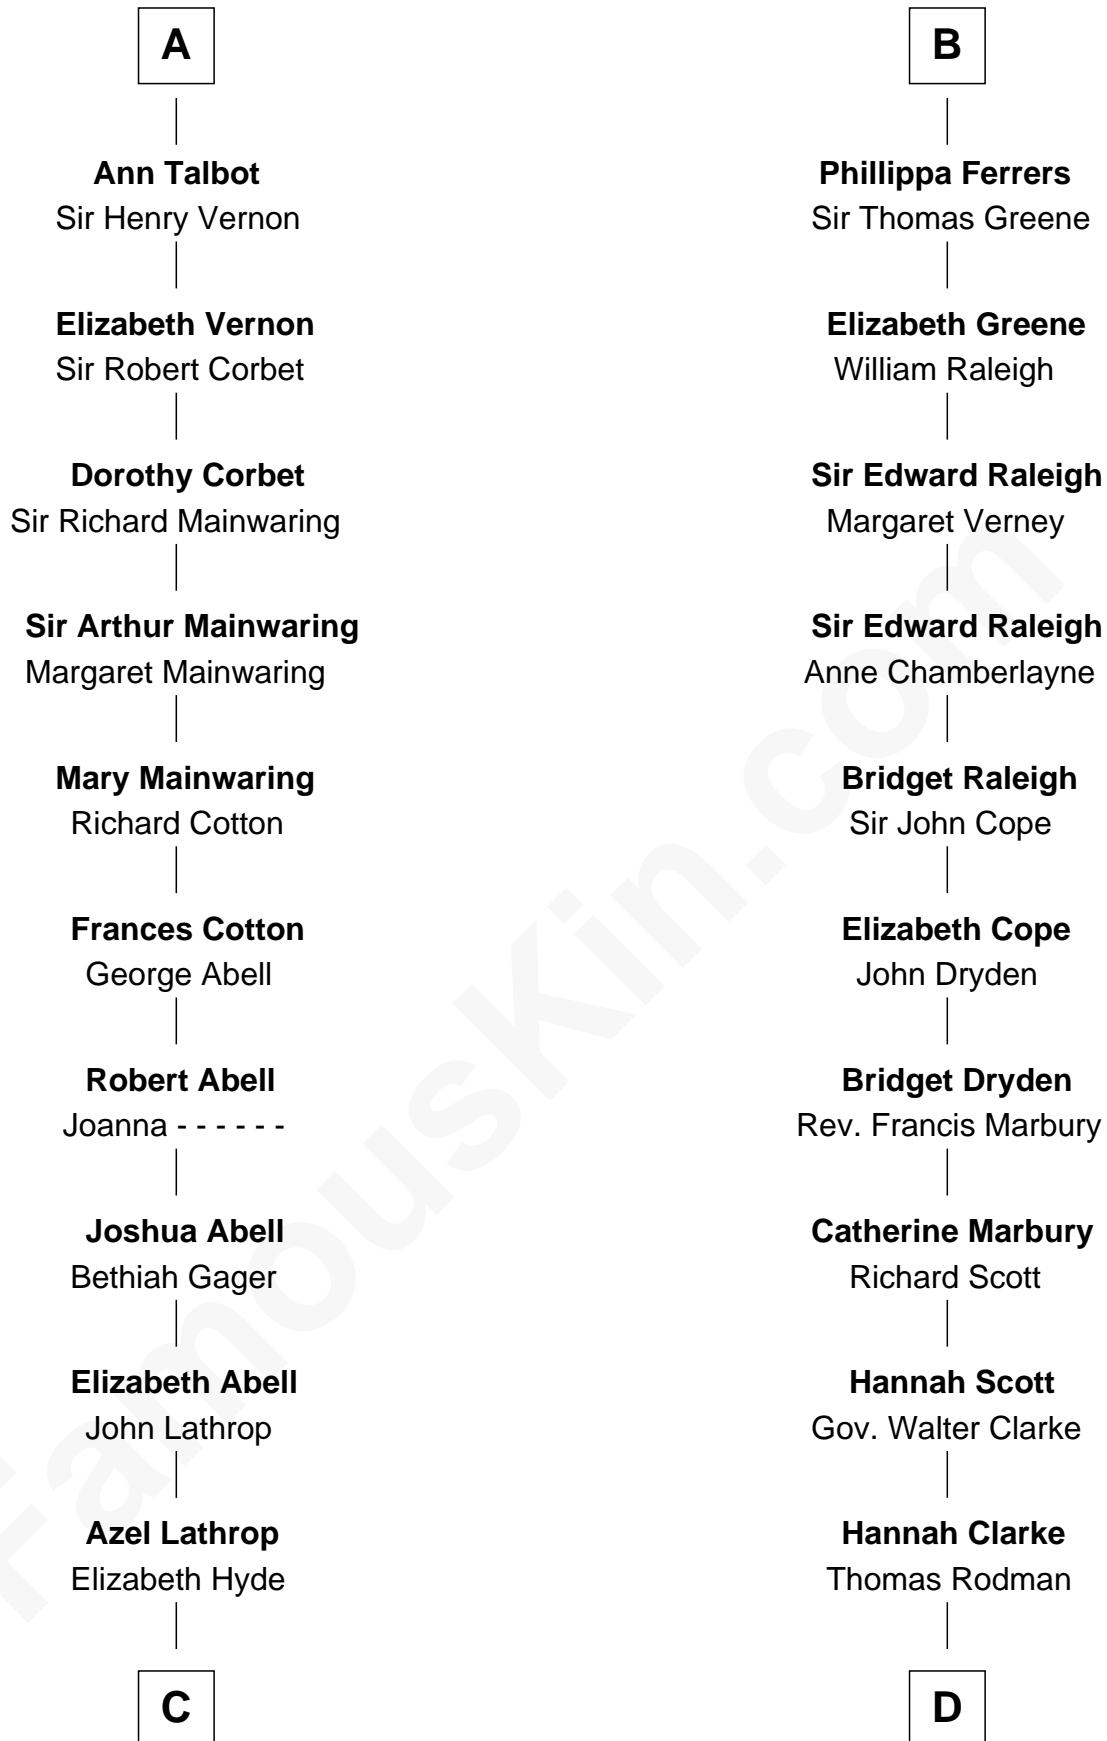 A
Ann Talbot
Sir Henry Vernon
Elizabeth Vernon
Sir Robert Corbet
Dorothy Corbet
Sir Richard Mainwaring
Sir Arthur Mainwaring
Margaret Mainwaring
Mary Mainwaring
Richard Cotton
Frances Cotton
George Abell
Robert Abell
Joanna - - - - - -
Joshua Abell
Bethiah Gager
Elizabeth Abell
John Lathrop
Azel Lathrop
Elizabeth Hyde
C
B
Phillippa Ferrers
Sir Thomas Greene
Elizabeth Greene
William Raleigh
Sir Edward Raleigh
Margaret Verney
Sir Edward Raleigh
Anne Chamberlayne
Bridget Raleigh
Sir John Cope
Elizabeth Cope
John Dryden
Bridget Dryden
Rev. Francis Marbury
Catherine Marbury
Richard Scott
Hannah Scott
Gov. Walter Clarke
Hannah Clarke
Thomas Rodman
D
FamousKin.com